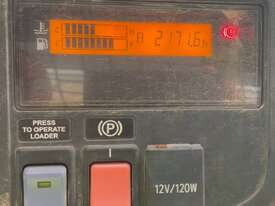 2171.6h
PRESS
TO OPERATE
LOADER
(P)
12V/120W